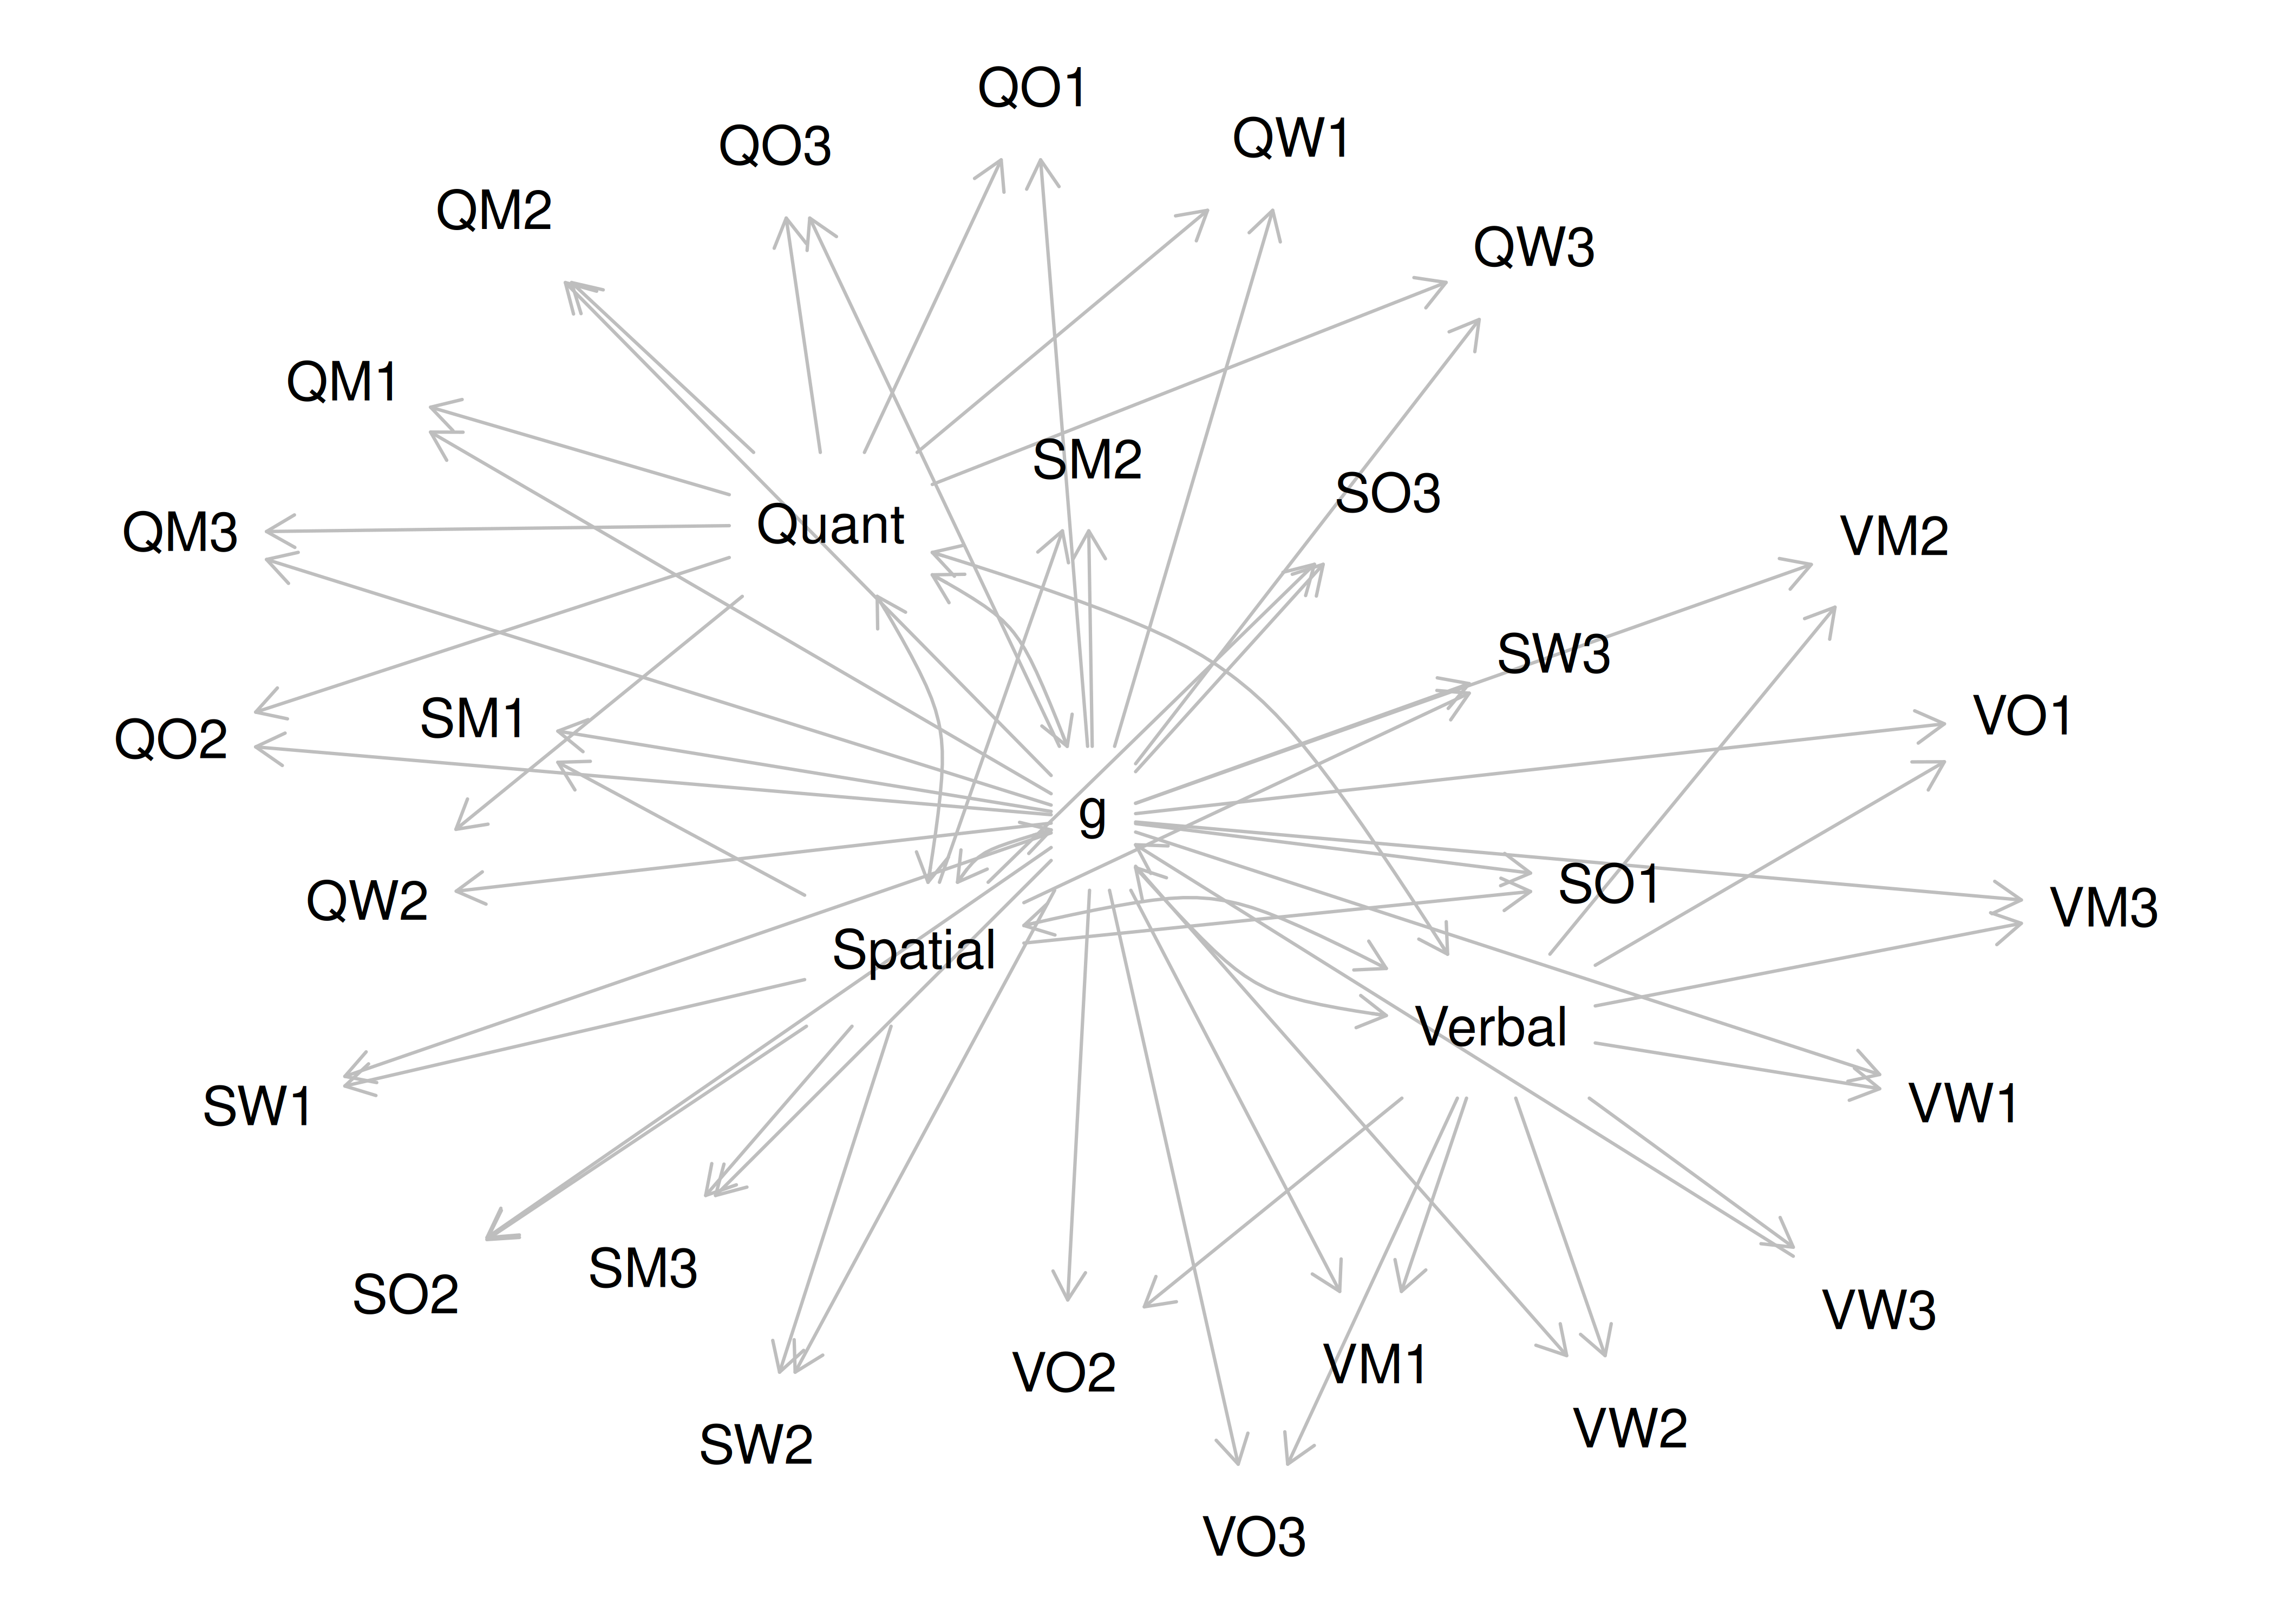 QO1
QW1
QO3
QM2
QW3
QM1
SM2
SO3
Quant
QM3
VM2
SW3
SM1
VO1
QO2
g
SO1
QW2
VM3
Spatial
Verbal
SW1
VW1
SM3
SO2
VW3
VM1
VO2
VW2
SW2
VO3